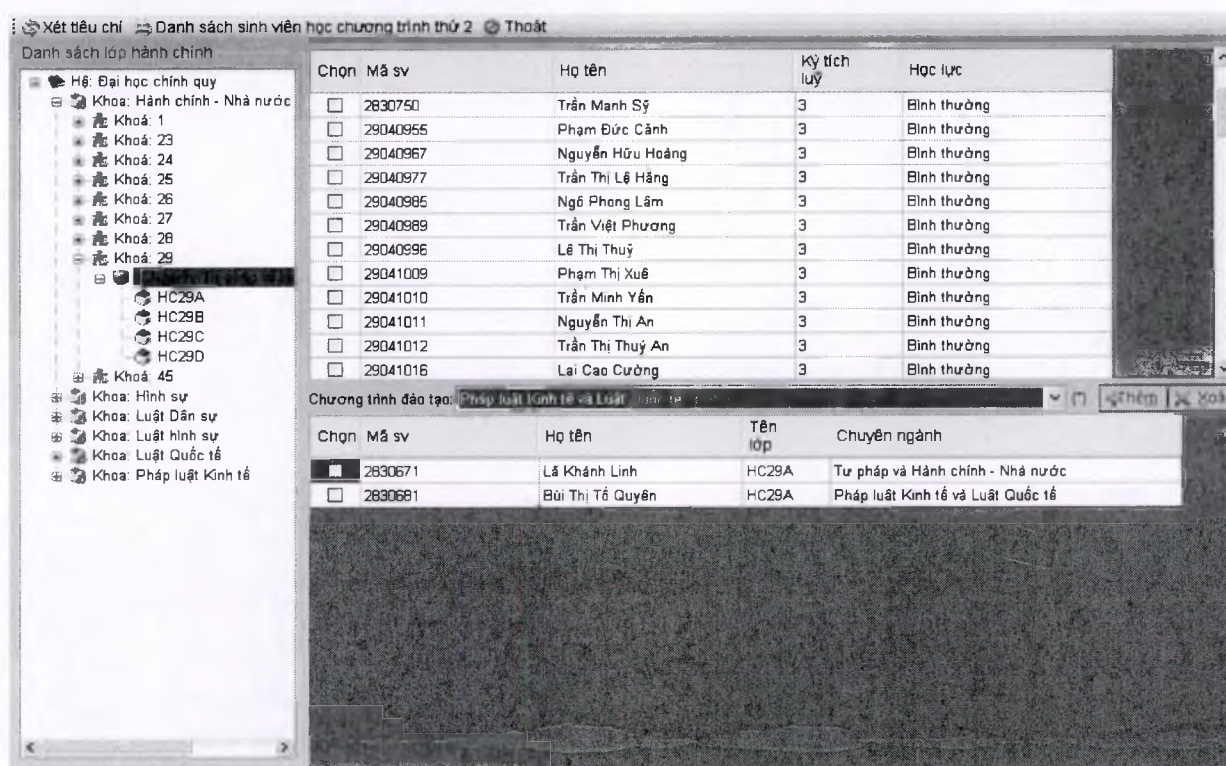 Xét tiêu chí Danh sách sinh viên học chương trình thứ 2 Thoát
Danh sách lớp hành chính
Hệ: Đại học chính quy
Khoa: Hành chính - Nhà nước
Khoá: 1
Khoá: 23
Khoá: 24
Khoá: 25
Khoá: 26
Khoá: 27
Khoá: 28
Khoá: 29
HC29A
HC29B
HC29C
HC29D
Khoá: 45
Khoa: Hình sự
Khoa: Luật Dân sự
Khoa: Luật hình sự
Khoa: Luật Quốc tế
Khoa: Pháp luật Kinh tế
Chọn Mã sv Họ tên Kỳ tích luỹ Học lực
2830750 Trần Mạnh Sỹ 3 Bình thường
29040955 Phạm Đức Cảnh 3 Bình thường
29040967 Nguyễn Hữu Hoàng 3 Bình thường
29040977 Trần Thị Lệ Hằng 3 Bình thường
29040985 Ngô Phong Lâm 3 Bình thường
29040989 Trần Việt Phương 3 Bình thường
29040996 Lê Thị Thuỷ 3 Bình thường
29041009 Phạm Thị Xuê 3 Bình thường
29041010 Trần Minh Yến 3 Bình thường
29041011 Nguyễn Thị An 3 Bình thường
29041012 Trần Thị Thuý An 3 Bình thường
29041016 Lại Cao Cường 3 Bình thường
Chương trình đào tạo: Pháp luật Kinh tế và Luật Thêm Xoá
Chọn Mã sv Họ tên Tên lớp Chuyên ngành
2830671 Lã Khánh Linh HC29A Tư pháp và Hành chính - Nhà nước
2830681 Bùi Thị Tố Quyên HC29A Pháp luật Kinh tế và Luật Quốc tế